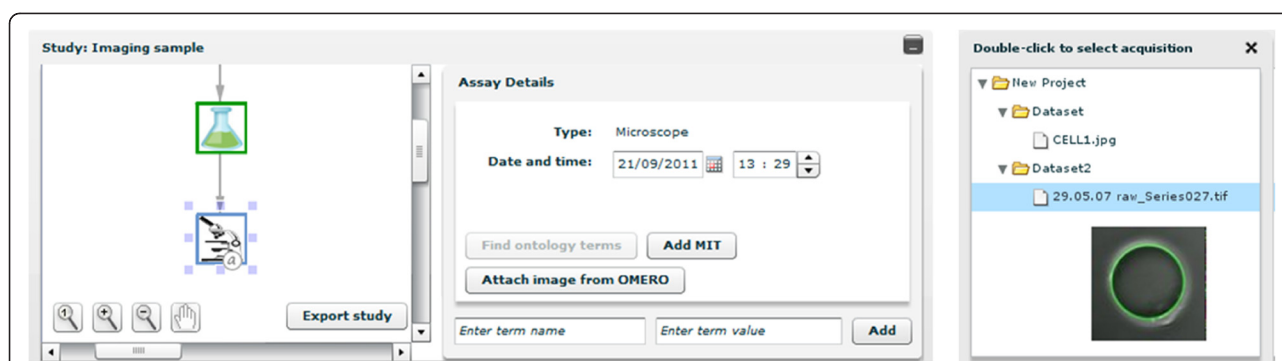 Study: Imaging sample
Export study
Assay Details
Type: Microscope
Date and time: 21/09/2011 13 : 29
Find ontology terms Add MIT
Attach image from OMERO
Enter term name Enter term value Add
Double-click to select acquisition
New Project
Dataset
CELL1.jpg
Dataset2
29.05.07 raw_Series027.tif